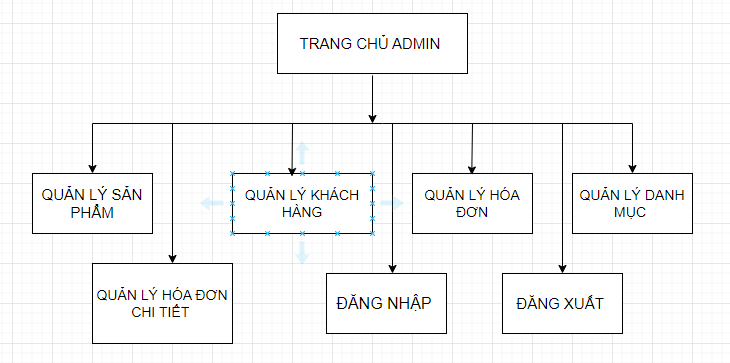 TRANG CHỦ ADMIN
QUẢN LÝ SẢN
PHẨM
QUẢN LÝ KHÁCH
HÀNG
QUẢN LÝ HÓA
ĐƠN
QUẢN LÝ DANH
MỤC
QUẢN LÝ HÓA ĐƠN
CHI TIẾT
ĐĂNG NHẬP
ĐĂNG XUẤT